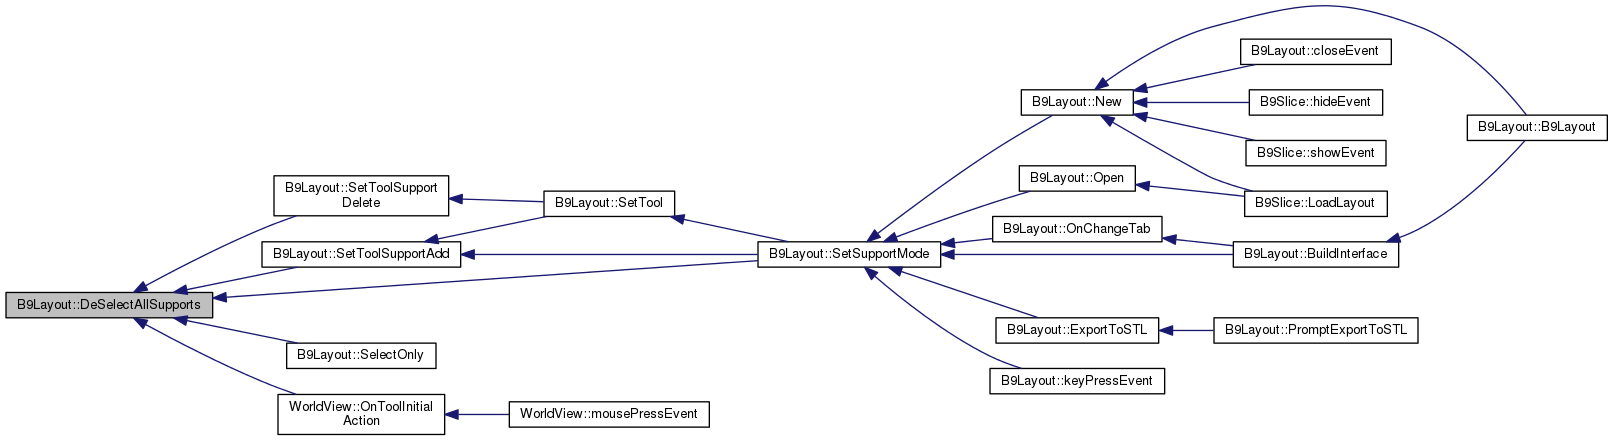 B9Layout::closeEvent
B9Layout::New
B9Slice::hideEvent
B9Layout::B9Layout
B9Slice::showEvent
B9Layout::SetToolSupport
Delete
B9Layout::Open
B9Layout::SetTool
B9Slice::LoadLayout
B9Layout::OnChangeTab
B9Layout::SetToolSupportAdd
B9Layout::SetSupportMode
B9Layout::BuildInterface
B9Layout::DeSelectAllSupports
B9Layout::ExportToSTL
B9Layout::PromptExportToSTL
B9Layout::SelectOnly
B9Layout::keyPressEvent
WorldView::OnToolInitial
Action
WorldView::mousePressEvent